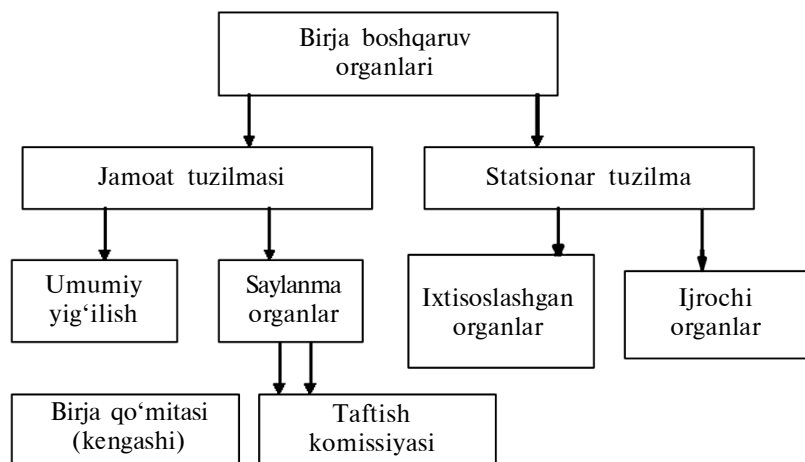 Birja boshqaruv
organlari
Jamoat tuzilmasi
Statsionar tuzilma
Umumiy
yig‘ilish
Saylanma
organlar
Ixtisoslashgan
organlar
Ijrochi
organlar
Birja qo‘mitasi
(kengashi)
Taftish
komissiyasi